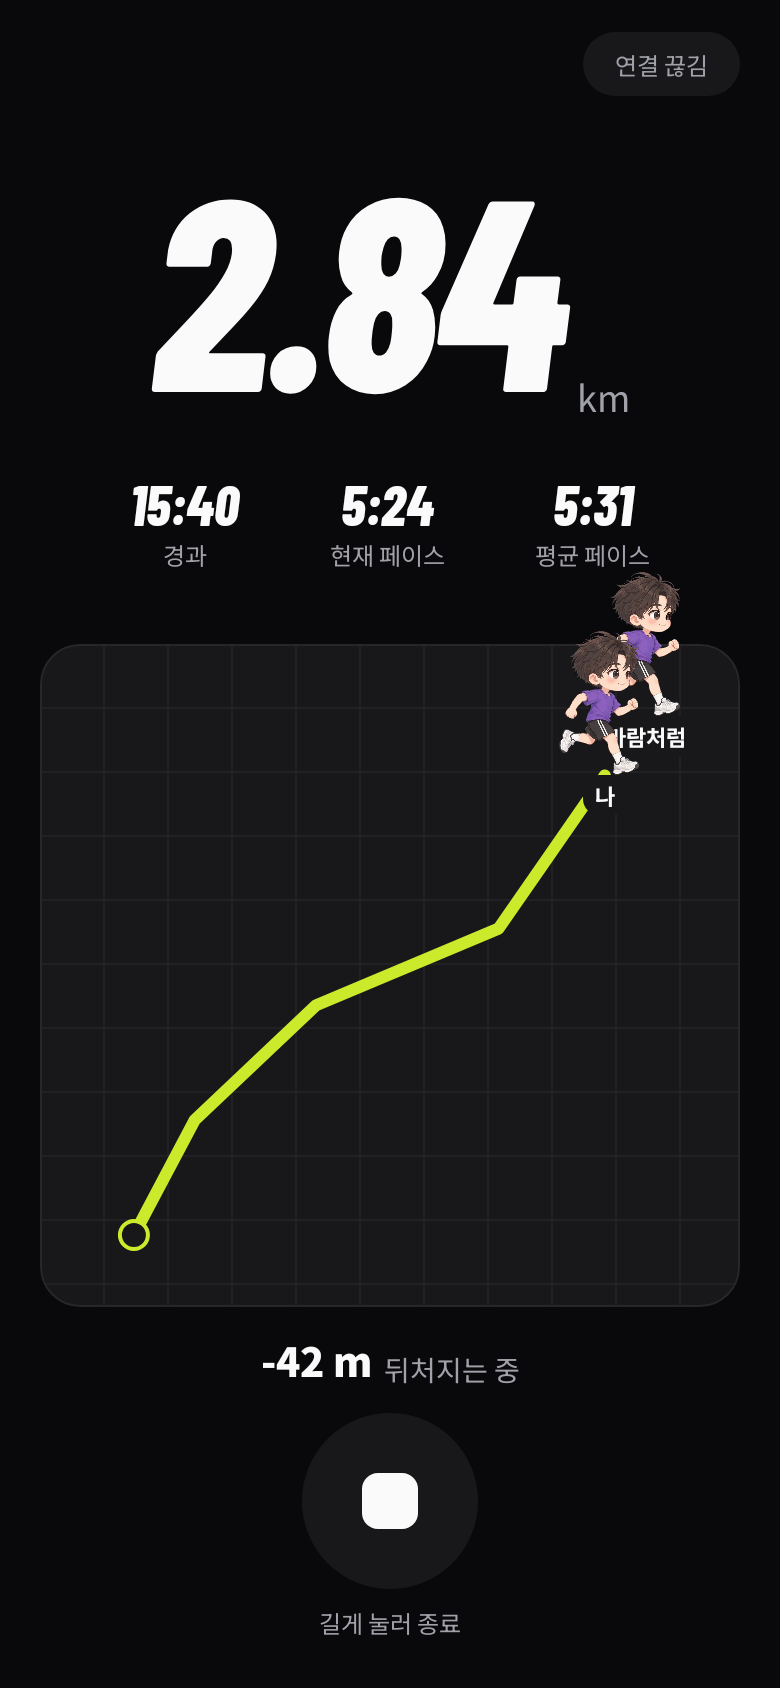 연결 끊김
2.84 km
15:40 5:24 5:31
경과 현재 페이스 평균 페이스
람처럼
나
-42 m 뒤처지는 중
길게 눌러 종료